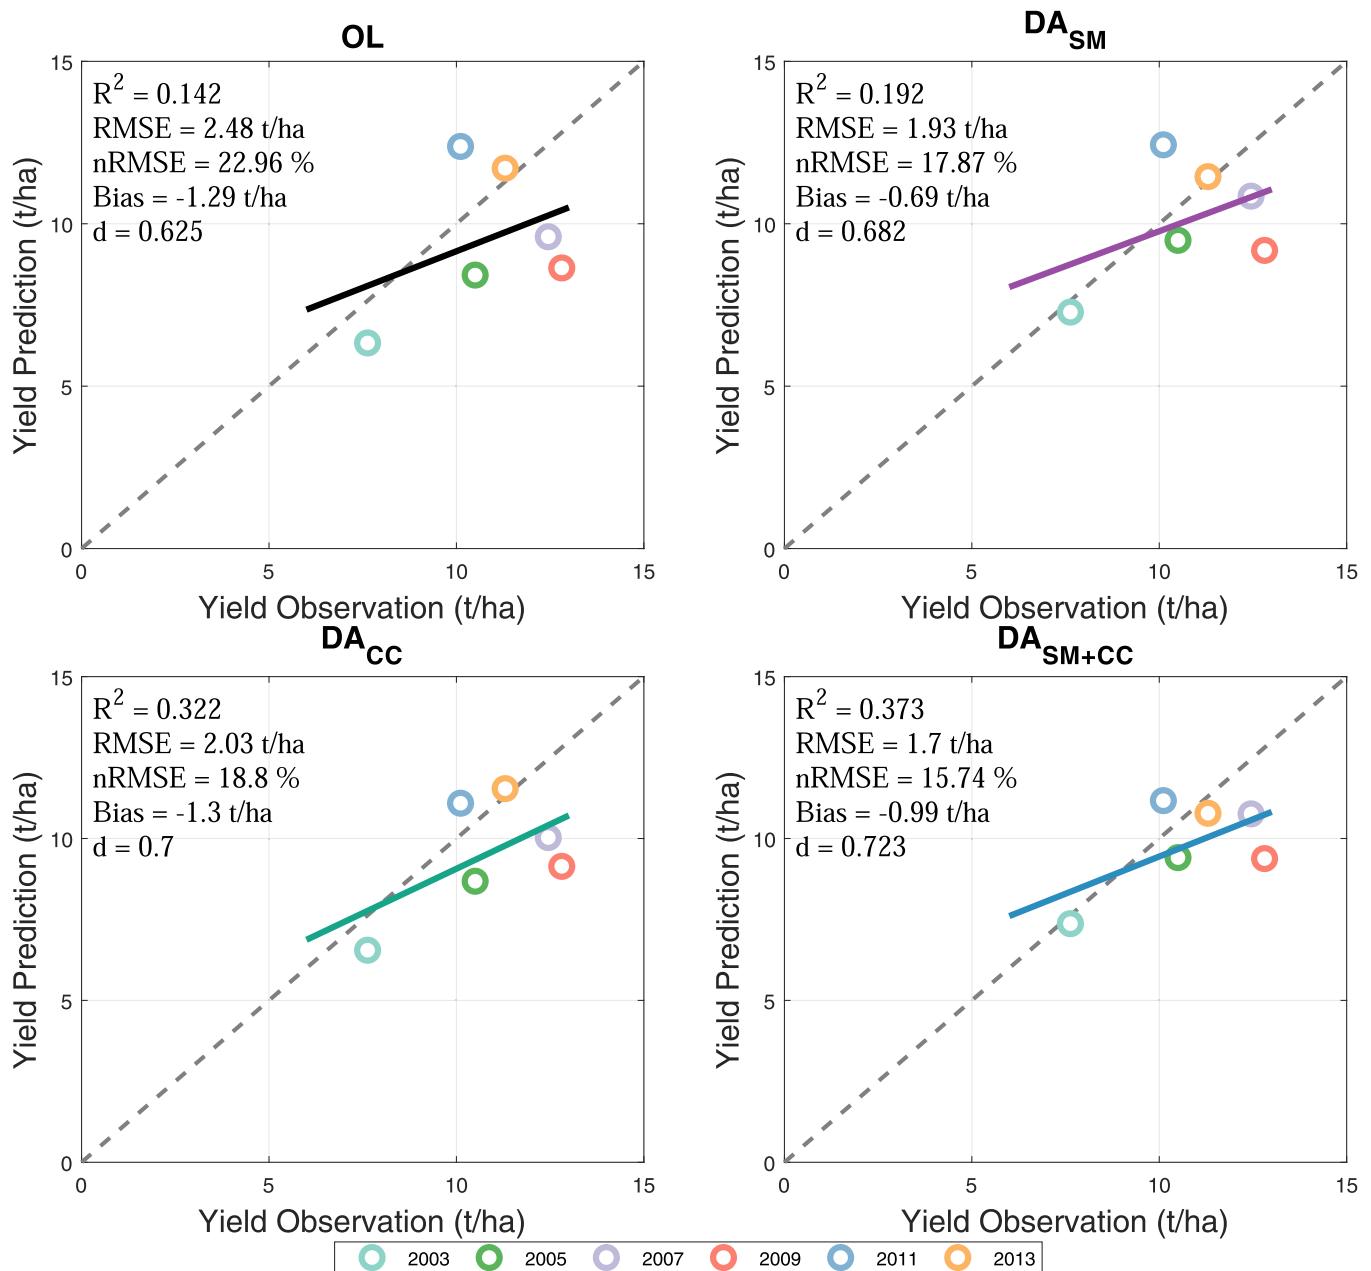 OL
15
R² = 0.142
RMSE = 2.48 t/ha
nRMSE = 22.96 %
Bias = -1.29 t/ha
d = 0.625
10
5
0
0 5 10 15
Yield Prediction (t/ha)
Yield Observation (t/ha)
DA_SM
15
R² = 0.192
RMSE = 1.93 t/ha
nRMSE = 17.87 %
Bias = -0.69 t/ha
d = 0.682
10
5
0
0 5 10 15
Yield Prediction (t/ha)
Yield Observation (t/ha)
DA_CC
15
R² = 0.322
RMSE = 2.03 t/ha
nRMSE = 18.8 %
Bias = -1.3 t/ha
d = 0.7
10
5
0
0 5 10 15
Yield Prediction (t/ha)
Yield Observation (t/ha)
DA_SM+CC
15
R² = 0.373
RMSE = 1.7 t/ha
nRMSE = 15.74 %
Bias = -0.99 t/ha
d = 0.723
10
5
0
0 5 10 15
Yield Prediction (t/ha)
Yield Observation (t/ha)
2003 2005 2007 2009 2011 2013